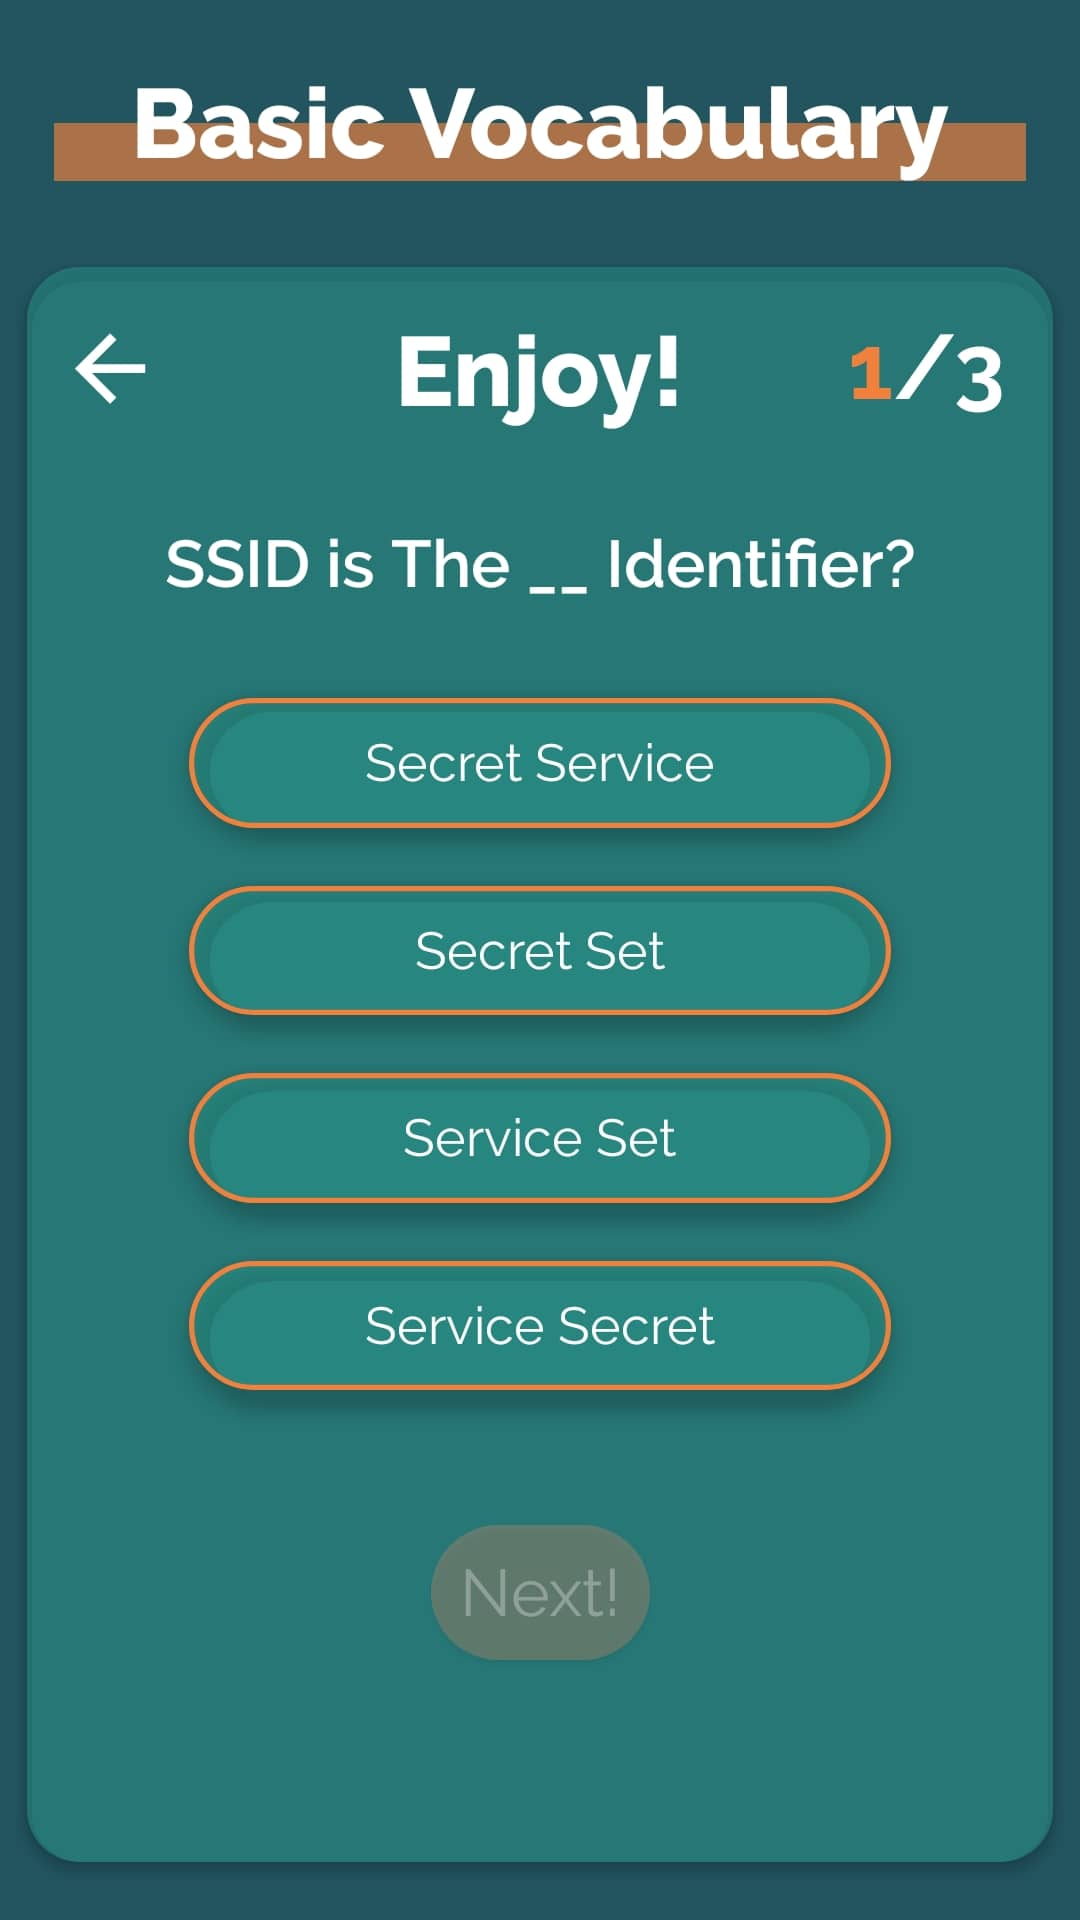 Basic Vocabulary
Enjoy!
1/3
SSID is The __ Identifier?
Secret Service
Secret Set
Service Set
Service Secret
Next!